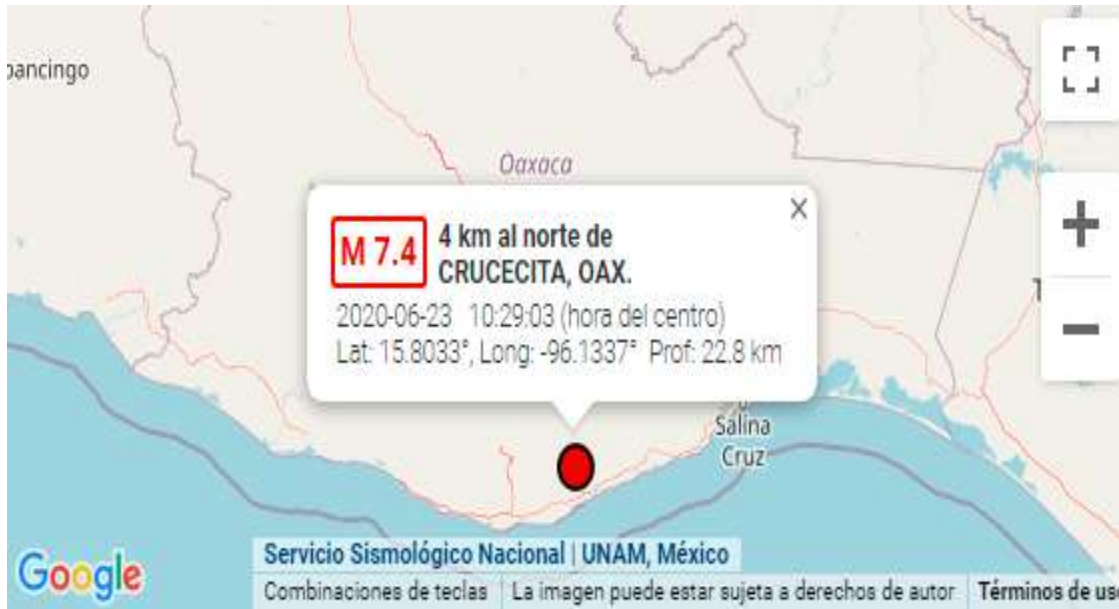 pancingo
Oaxaca
M 7.4
4 km al norte de
CRUCECITA, OAX.
2020-06-23 10:29:03 (hora del centro)
Lat: 15.8033°, Long: -96.1337° Prof: 22.8 km
Salina
Cruz
Google
Servicio Sismológico Nacional | UNAM, México
Combinaciones de teclas
La imagen puede estar sujeta a derechos de autor
Términos de us